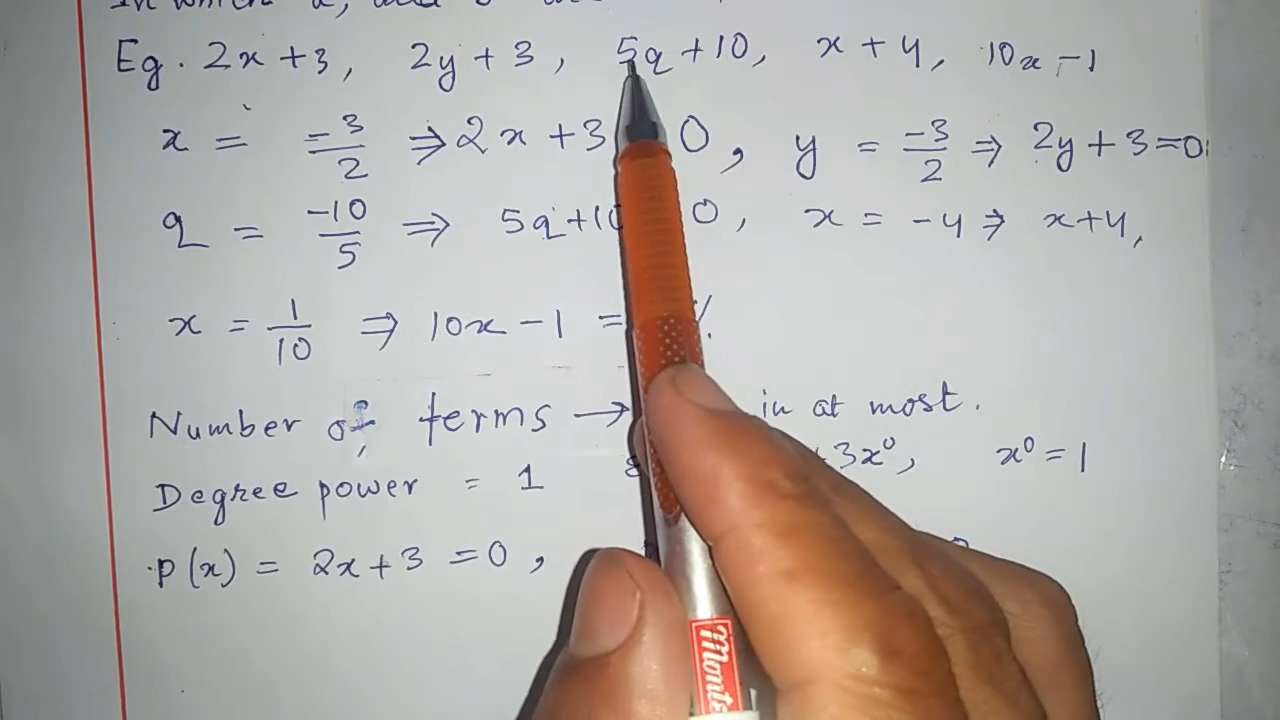 Eg. 2x+3, 2y+3, 5q+10, x+4, 10x-1
x = -3/2 ⇒ 2x+3 0, y = -3/2 ⇒ 2y+3=0
q = -10/5 ⇒ 5q+10 0, x = -4 ⇒ x+4,
x = 1/10 ⇒ 10x-1 =
Number of terms → in at most.
Degree power = 1 +3x⁰, x⁰ = 1
p(x) = 2x+3 =0,
Mont